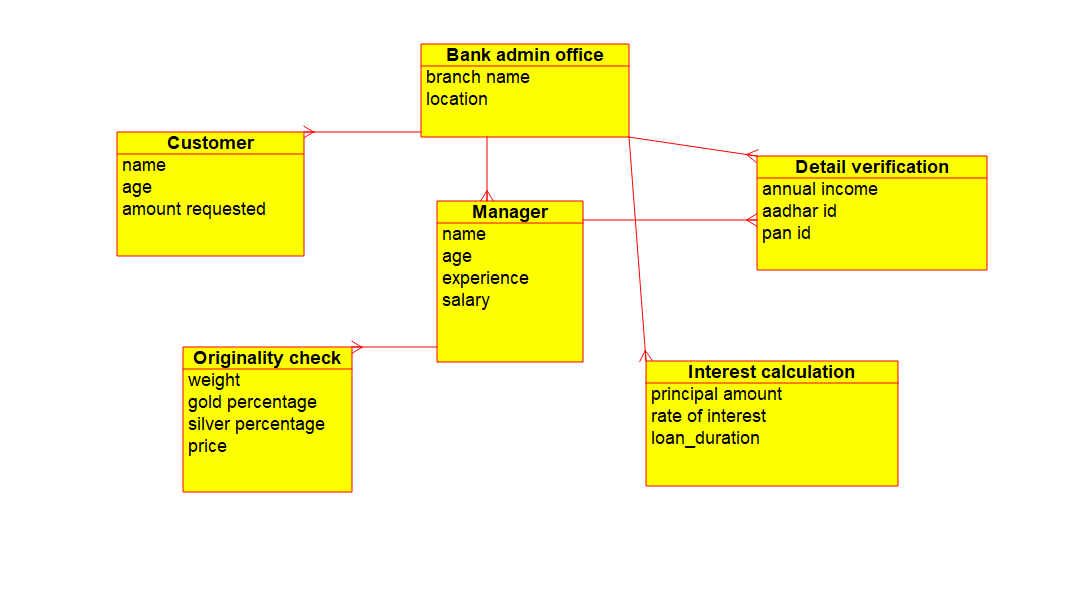 Bank admin office
branch name
location
Customer
name
age
amount requested
Detail verification
annual income
aadhar id
pan id
Manager
name
age
experience
salary
Originality check
weight
gold percentage
silver percentage
price
Interest calculation
principal amount
rate of interest
loan_duration